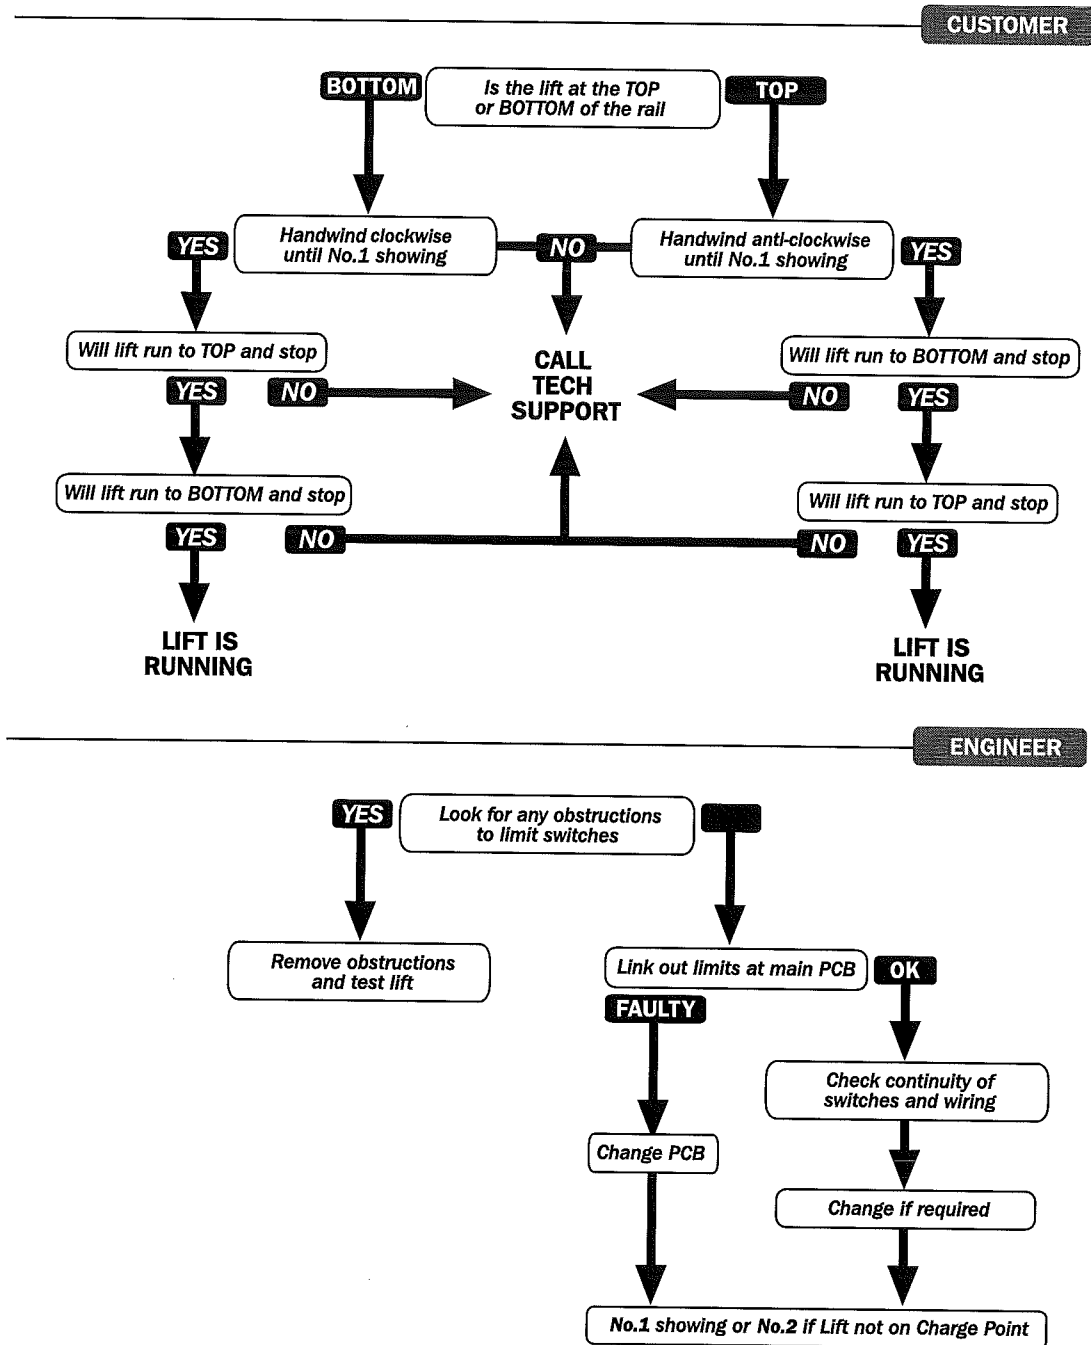 CUSTOMER
BOTTOM
Is the lift at the TOP
or BOTTOM of the rail
TOP
YES
Handwind clockwise
until No.1 showing
NO
Handwind anti-clockwise
until No.1 showing
YES
Will lift run to TOP and stop
CALL
TECH
SUPPORT
Will lift run to BOTTOM and stop
YES
NO
NO
YES
Will lift run to BOTTOM and stop
Will lift run to TOP and stop
YES
NO
NO
YES
LIFT IS
RUNNING
LIFT IS
RUNNING
ENGINEER
YES
Look for any obstructions
to limit switches
Remove obstructions
and test lift
Link out limits at main PCB
OK
FAULTY
Check continuity of
switches and wiring
Change PCB
Change if required
No.1 showing or No.2 if Lift not on Charge Point